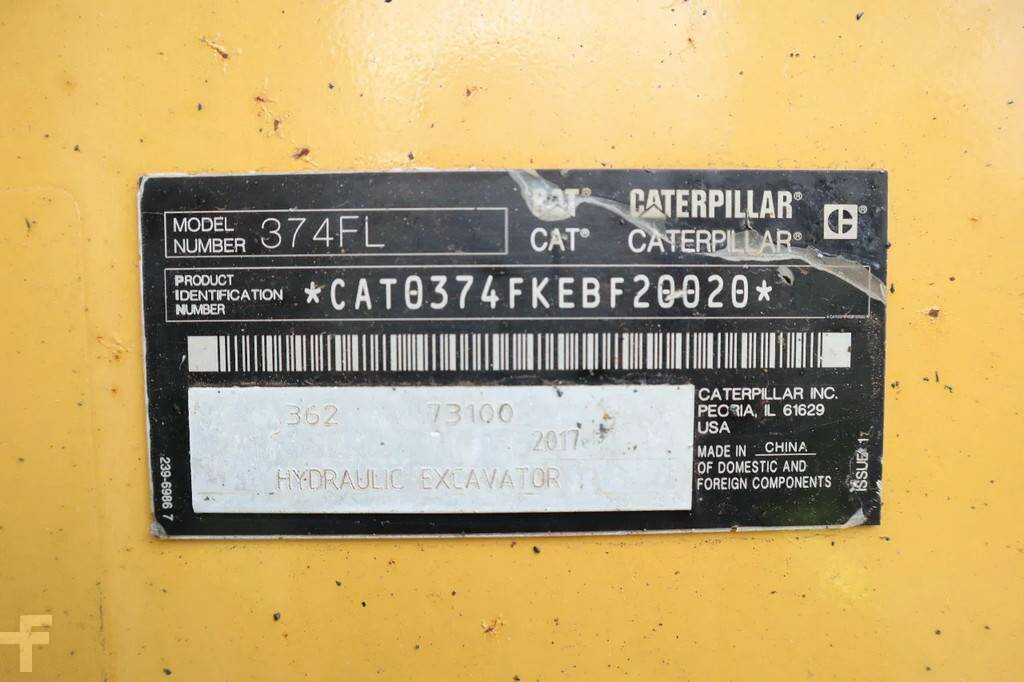 MODEL
NUMBER 374FL
CAT® CATERPILLAR®
CAT® CATERPILLAR®
PRODUCT
IDENTIFICATION
NUMBER
*CAT0374FKEBF20020*
362 73100
2017
HYDRAULIC EXCAVATOR
CATERPILLAR INC.
PEORIA, IL 61629
USA
MADE IN CHINA
OF DOMESTIC AND
FOREIGN COMPONENTS
ISSUE 11
239-6986 7